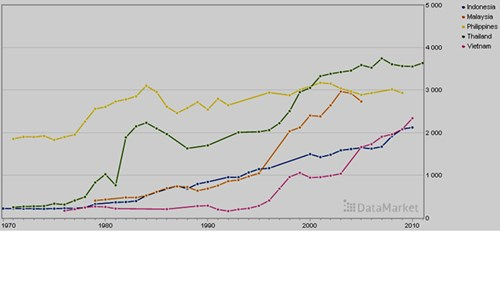 Indonesia
Malaysia
Philippines
Thailand
Vietnam
5 000
4 000
3 000
2 000
1 000
0
1970 1980 1990 2000 2010
DataMarket